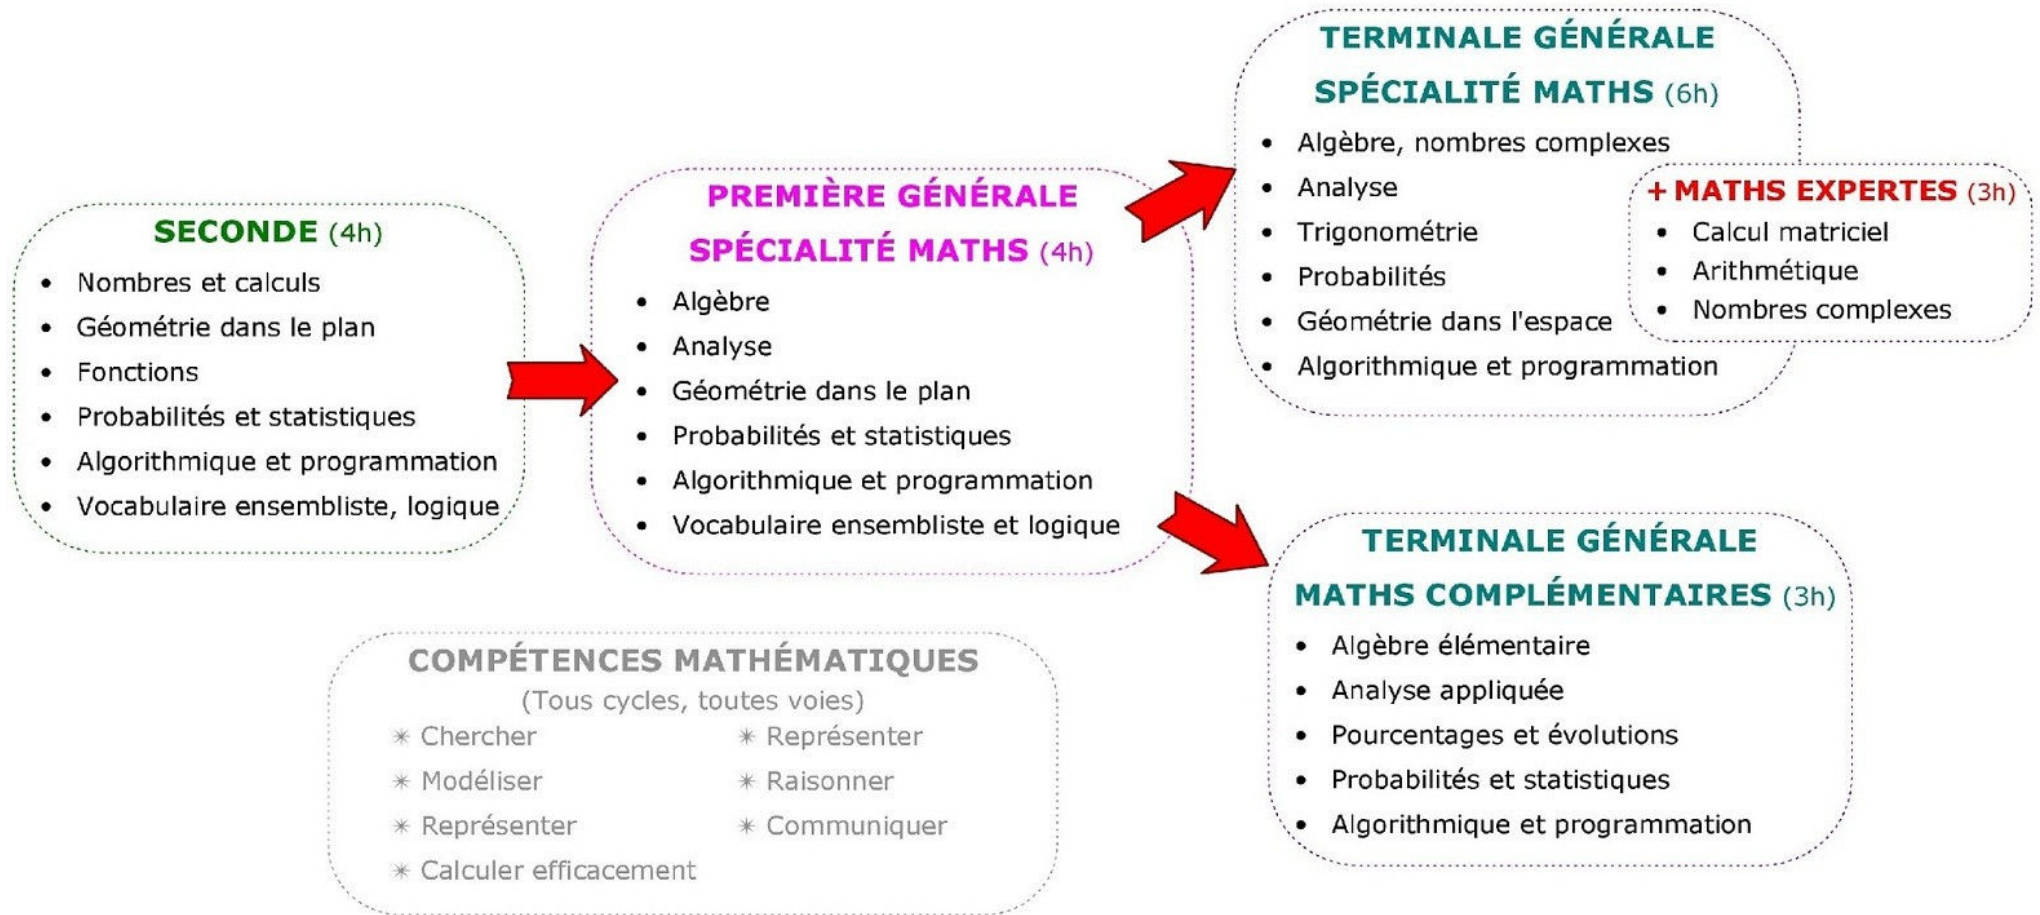 SECONDE (4h)
• Nombres et calculs
• Géométrie dans le plan
• Fonctions
• Probabilités et statistiques
• Algorithmique et programmation
• Vocabulaire ensembliste, logique
PREMIÈRE GÉNÉRALE
SPÉCIALITÉ MATHS (4h)
• Algèbre
• Analyse
• Géométrie dans le plan
• Probabilités et statistiques
• Algorithmique et programmation
• Vocabulaire ensembliste et logique
TERMINALE GÉNÉRALE
SPÉCIALITÉ MATHS (6h)
• Algèbre, nombres complexes
• Analyse
• Trigonométrie
• Probabilités
• Géométrie dans l'espace
• Algorithmique et programmation
+ MATHS EXPERTES (3h)
• Calcul matriciel
• Arithmétique
• Nombres complexes
TERMINALE GÉNÉRALE
MATHS COMPLÉMENTAIRES (3h)
• Algèbre élémentaire
• Analyse appliquée
• Pourcentages et évolutions
• Probabilités et statistiques
• Algorithmique et programmation
COMPÉTENCES MATHÉMATIQUES
(Tous cycles, toutes voies)
✴ Chercher
✴ Modéliser
✴ Représenter
✴ Calculer efficacement
✴ Représenter
✴ Raisonner
✴ Communiquer